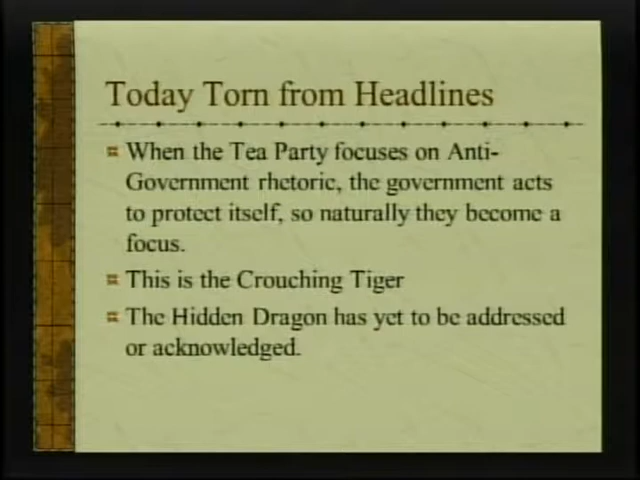 Today Torn from Headlines
When the Tea Party focuses on Anti-
Government rhetoric, the government acts
to protect itself, so naturally they become a
focus.
This is the Crouching Tiger
The Hidden Dragon has yet to be addressed
or acknowledged.